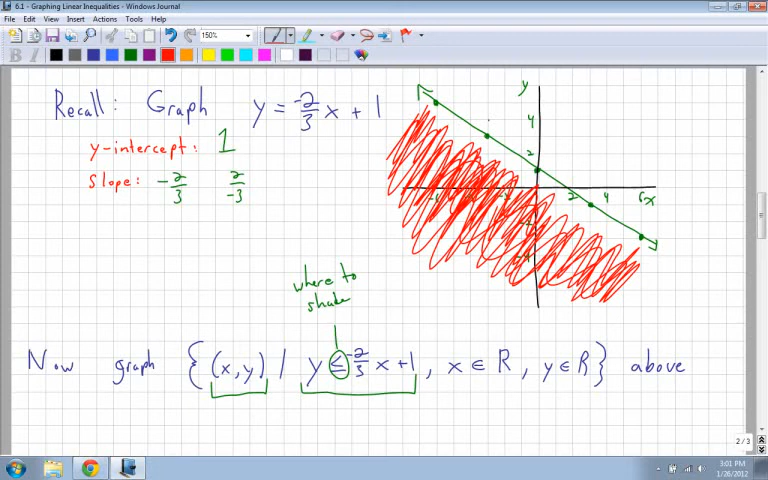 6.1 - Graphing Linear Inequalities - Windows Journal
File Edit View Insert Actions Tools Help
150%
B I
Recall: Graph y = -2/3 x + 1
y-intercept: 1
slope: -2/3 2/-3
y
4
2
2 4 6 x
where to
shade
Now graph {(x,y) / y ≤ -2/3 x + 1, x ∈ R, y ∈ R} above
2 / 3
3:01 PM
1/26/2012